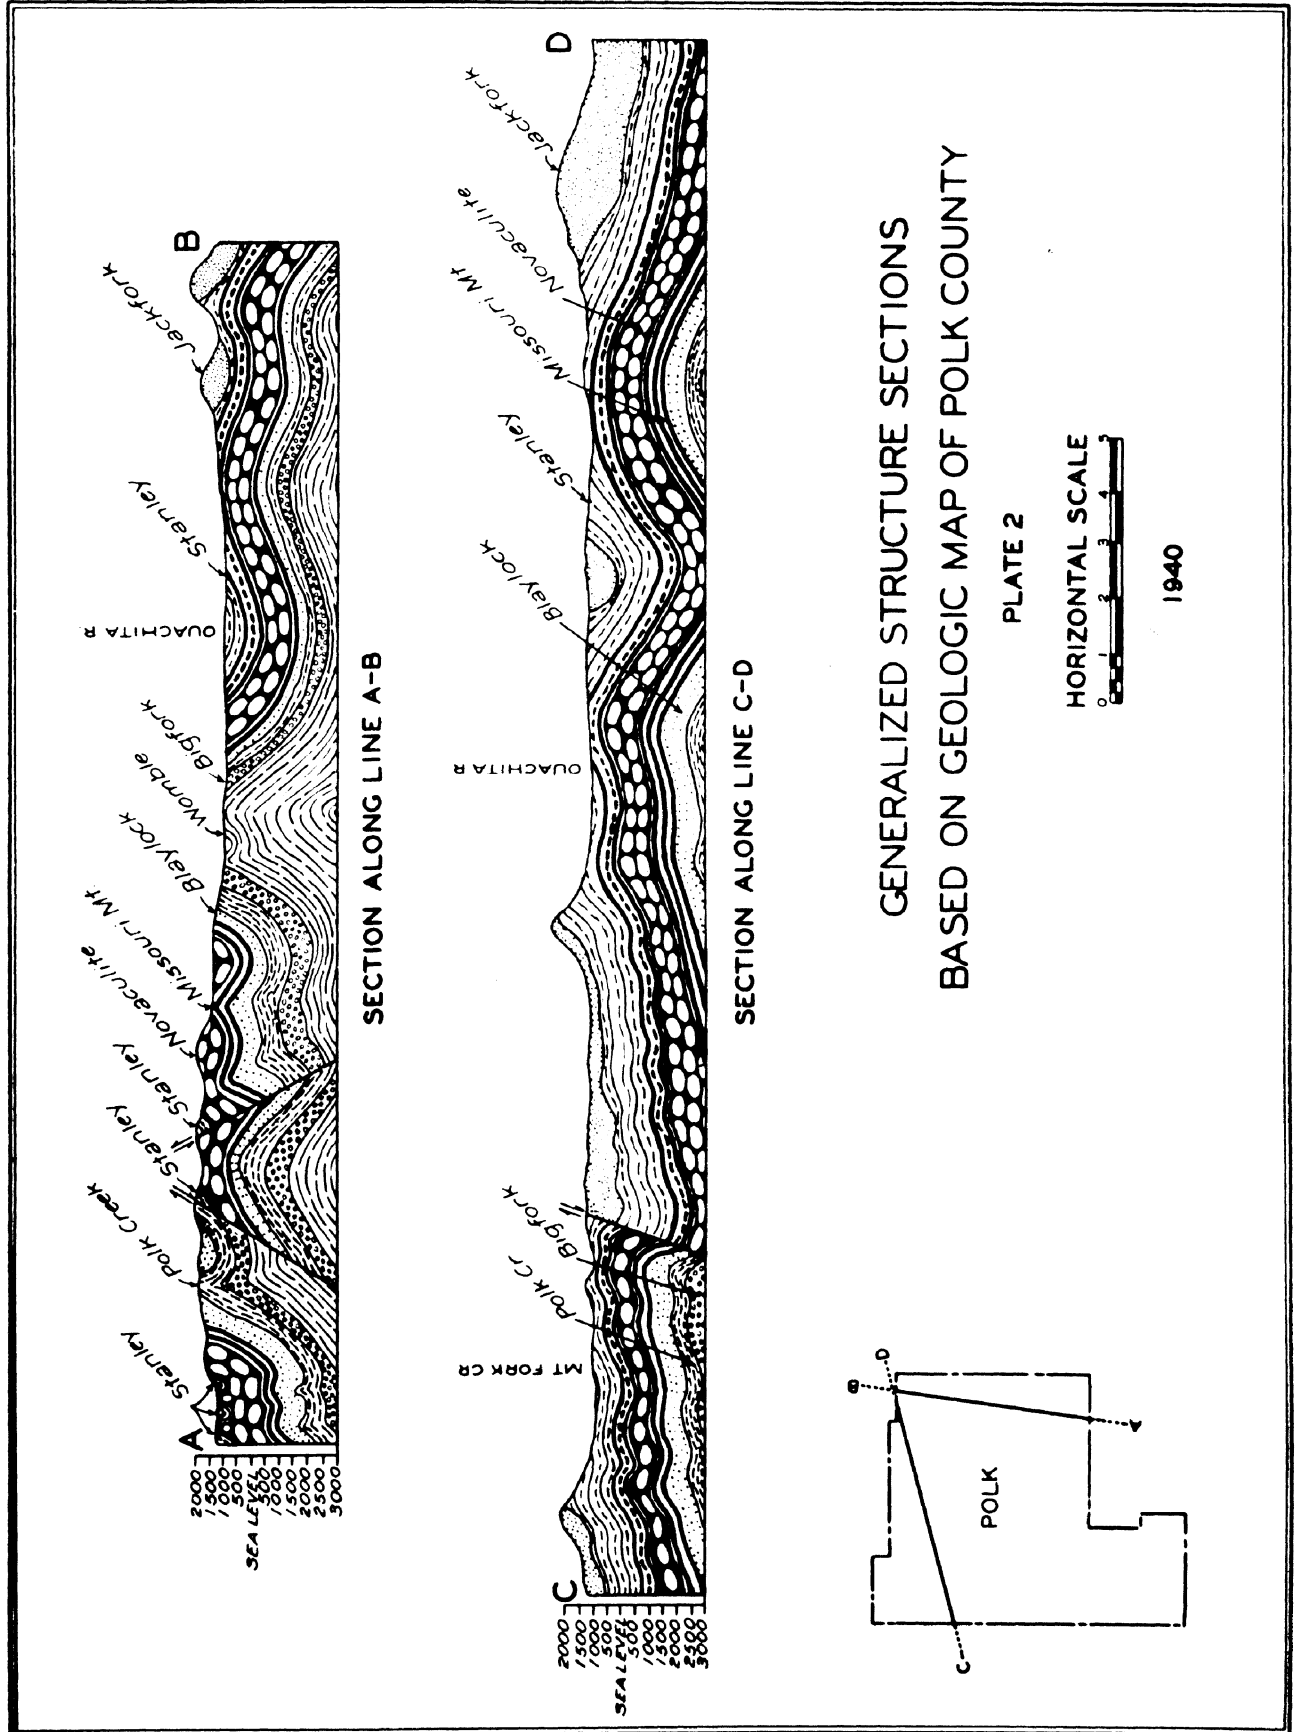 A
B
Stanley
Polk Creek
Stanley
Stanley
Novaculite
Missouri Mt
Blaylock
Womble
Bigfork
OUACHITA R
Stanley
Jackfork
2000
1500
1000
500
SEA LEVEL
500
1000
1500
2000
2500
3000
SECTION ALONG LINE A-B
C
D
MT FORK CR
Polk Cr
Bigfork
OUACHITA R
Blaylock
Stanley
Missouri Mt
Novaculite
Jackfork
2000
1500
1000
500
SEA LEVEL
500
1000
1500
2000
2500
3000
SECTION ALONG LINE C-D
GENERALIZED STRUCTURE SECTIONS
BASED ON GEOLOGIC MAP OF POLK COUNTY
PLATE 2
HORIZONTAL SCALE
0 1 2 3 4 5
1940
B
D
POLK
C
A